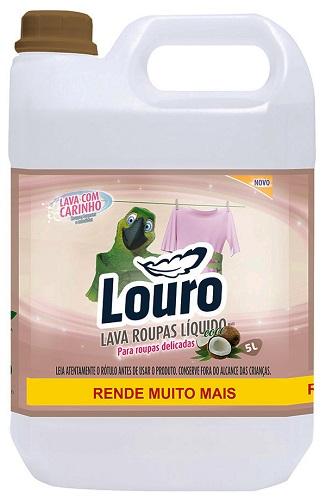 LAVA COM
CARINHO
NOVO
Louro
LAVA ROUPAS LÍQUIDO coco
Para roupas delicadas
5L
LEIA ATENTAMENTE O RÓTULO ANTES DE USAR O PRODUTO. CONSERVE FORA DO ALCANCE DAS CRIANÇAS.
RENDE MUITO MAIS